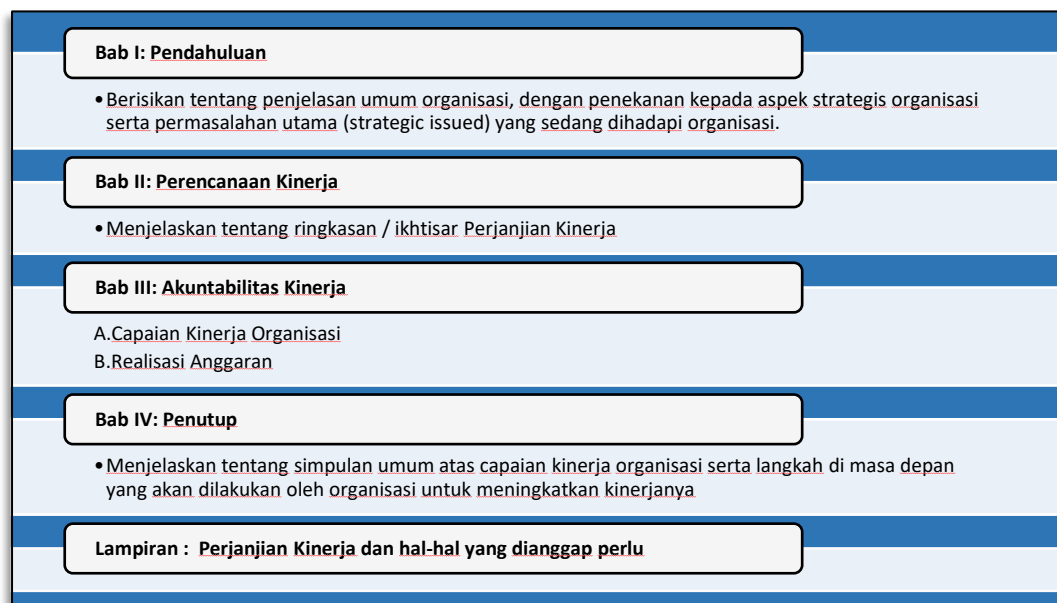 Bab I: Pendahuluan
•Berisikan tentang penjelasan umum organisasi, dengan penekanan kepada aspek strategis organisasi
serta permasalahan utama (strategic issued) yang sedang dihadapi organisasi.
Bab II: Perencanaan Kinerja
•Menjelaskan tentang ringkasan / ikhtisar Perjanjian Kinerja
Bab III: Akuntabilitas Kinerja
A.Capaian Kinerja Organisasi
B.Realisasi Anggaran
Bab IV: Penutup
•Menjelaskan tentang simpulan umum atas capaian kinerja organisasi serta langkah di masa depan
yang akan dilakukan oleh organisasi untuk meningkatkan kinerjanya
Lampiran :  Perjanjian Kinerja dan hal-hal yang dianggap perlu